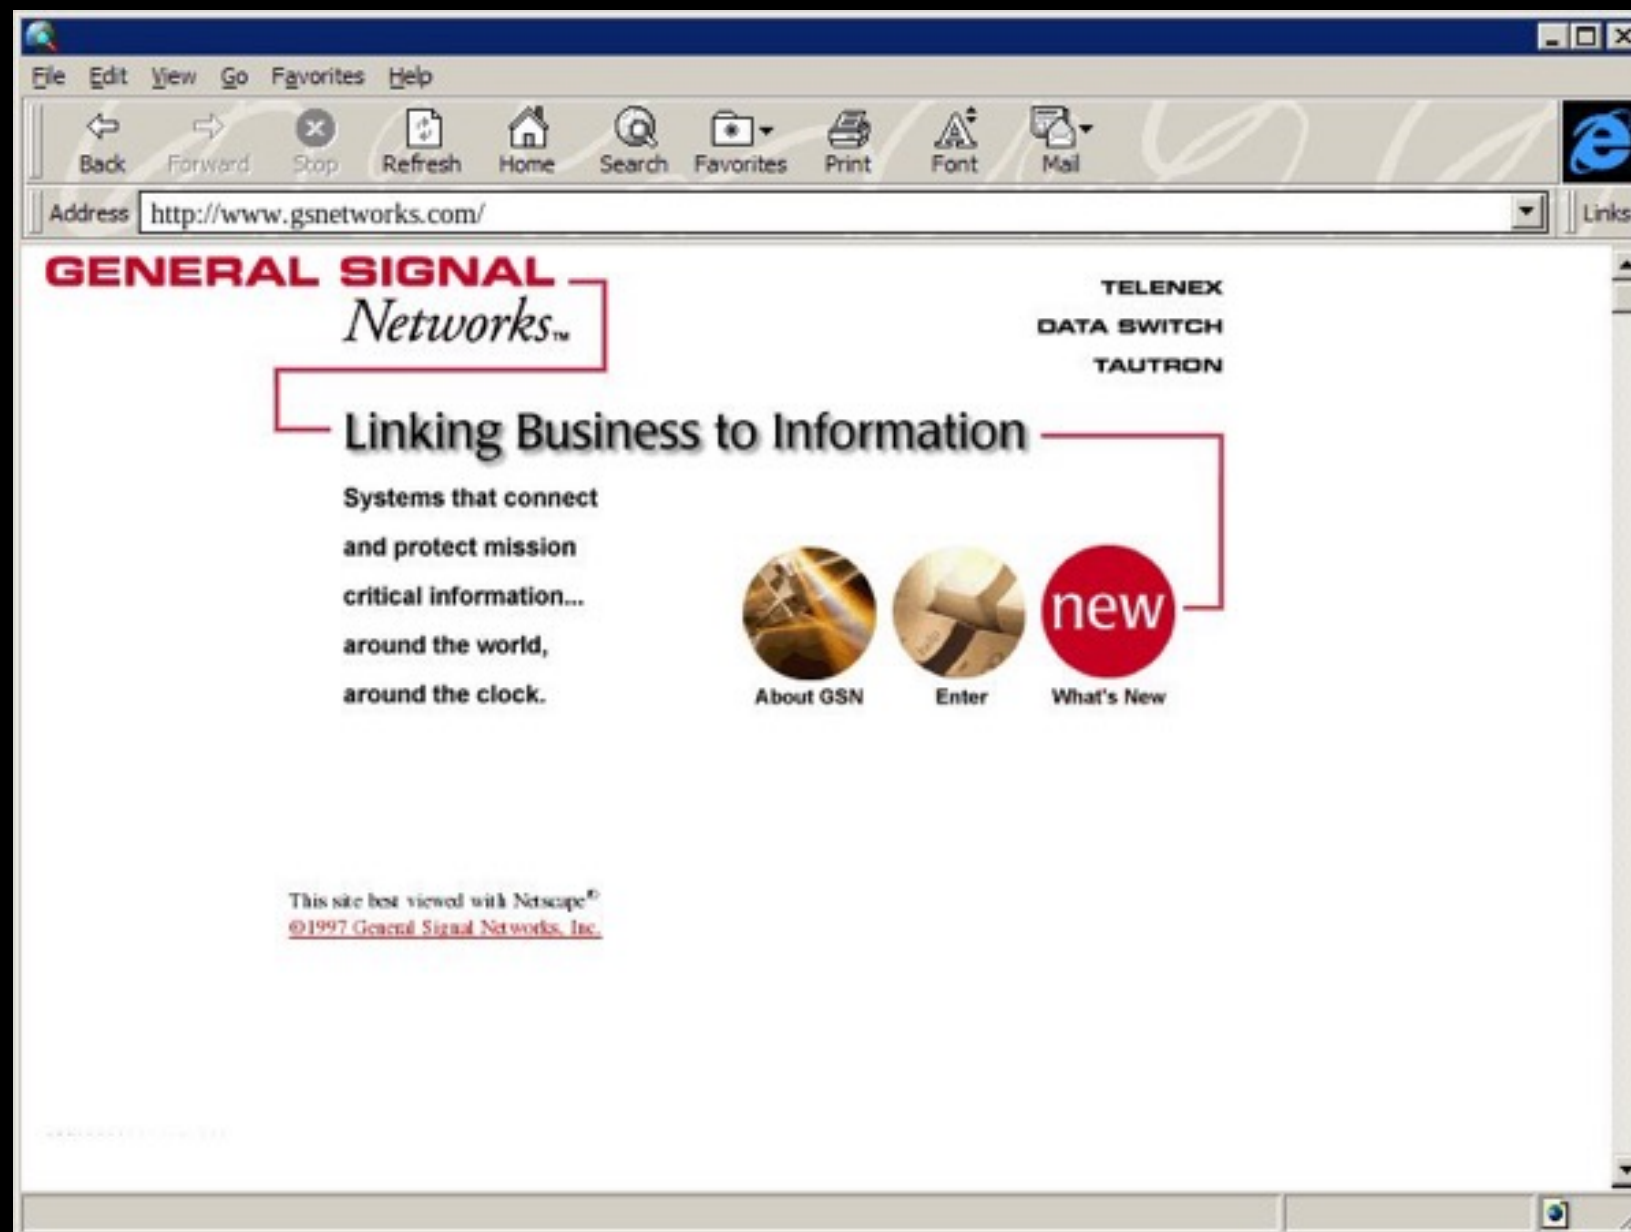 File Edit View Go Favorites Help
Back Forward Stop Refresh Home Search Favorites Print Font Mail
Address http://www.gsnetworks.com/ Links
GENERAL SIGNAL
Networks™
TELENEX
DATA SWITCH
TAUTRON
Linking Business to Information
Systems that connect
and protect mission
critical information...
around the world,
around the clock.
new
About GSN Enter What's New
This site best viewed with Netscape©
©1997 General Signal Networks, Inc.